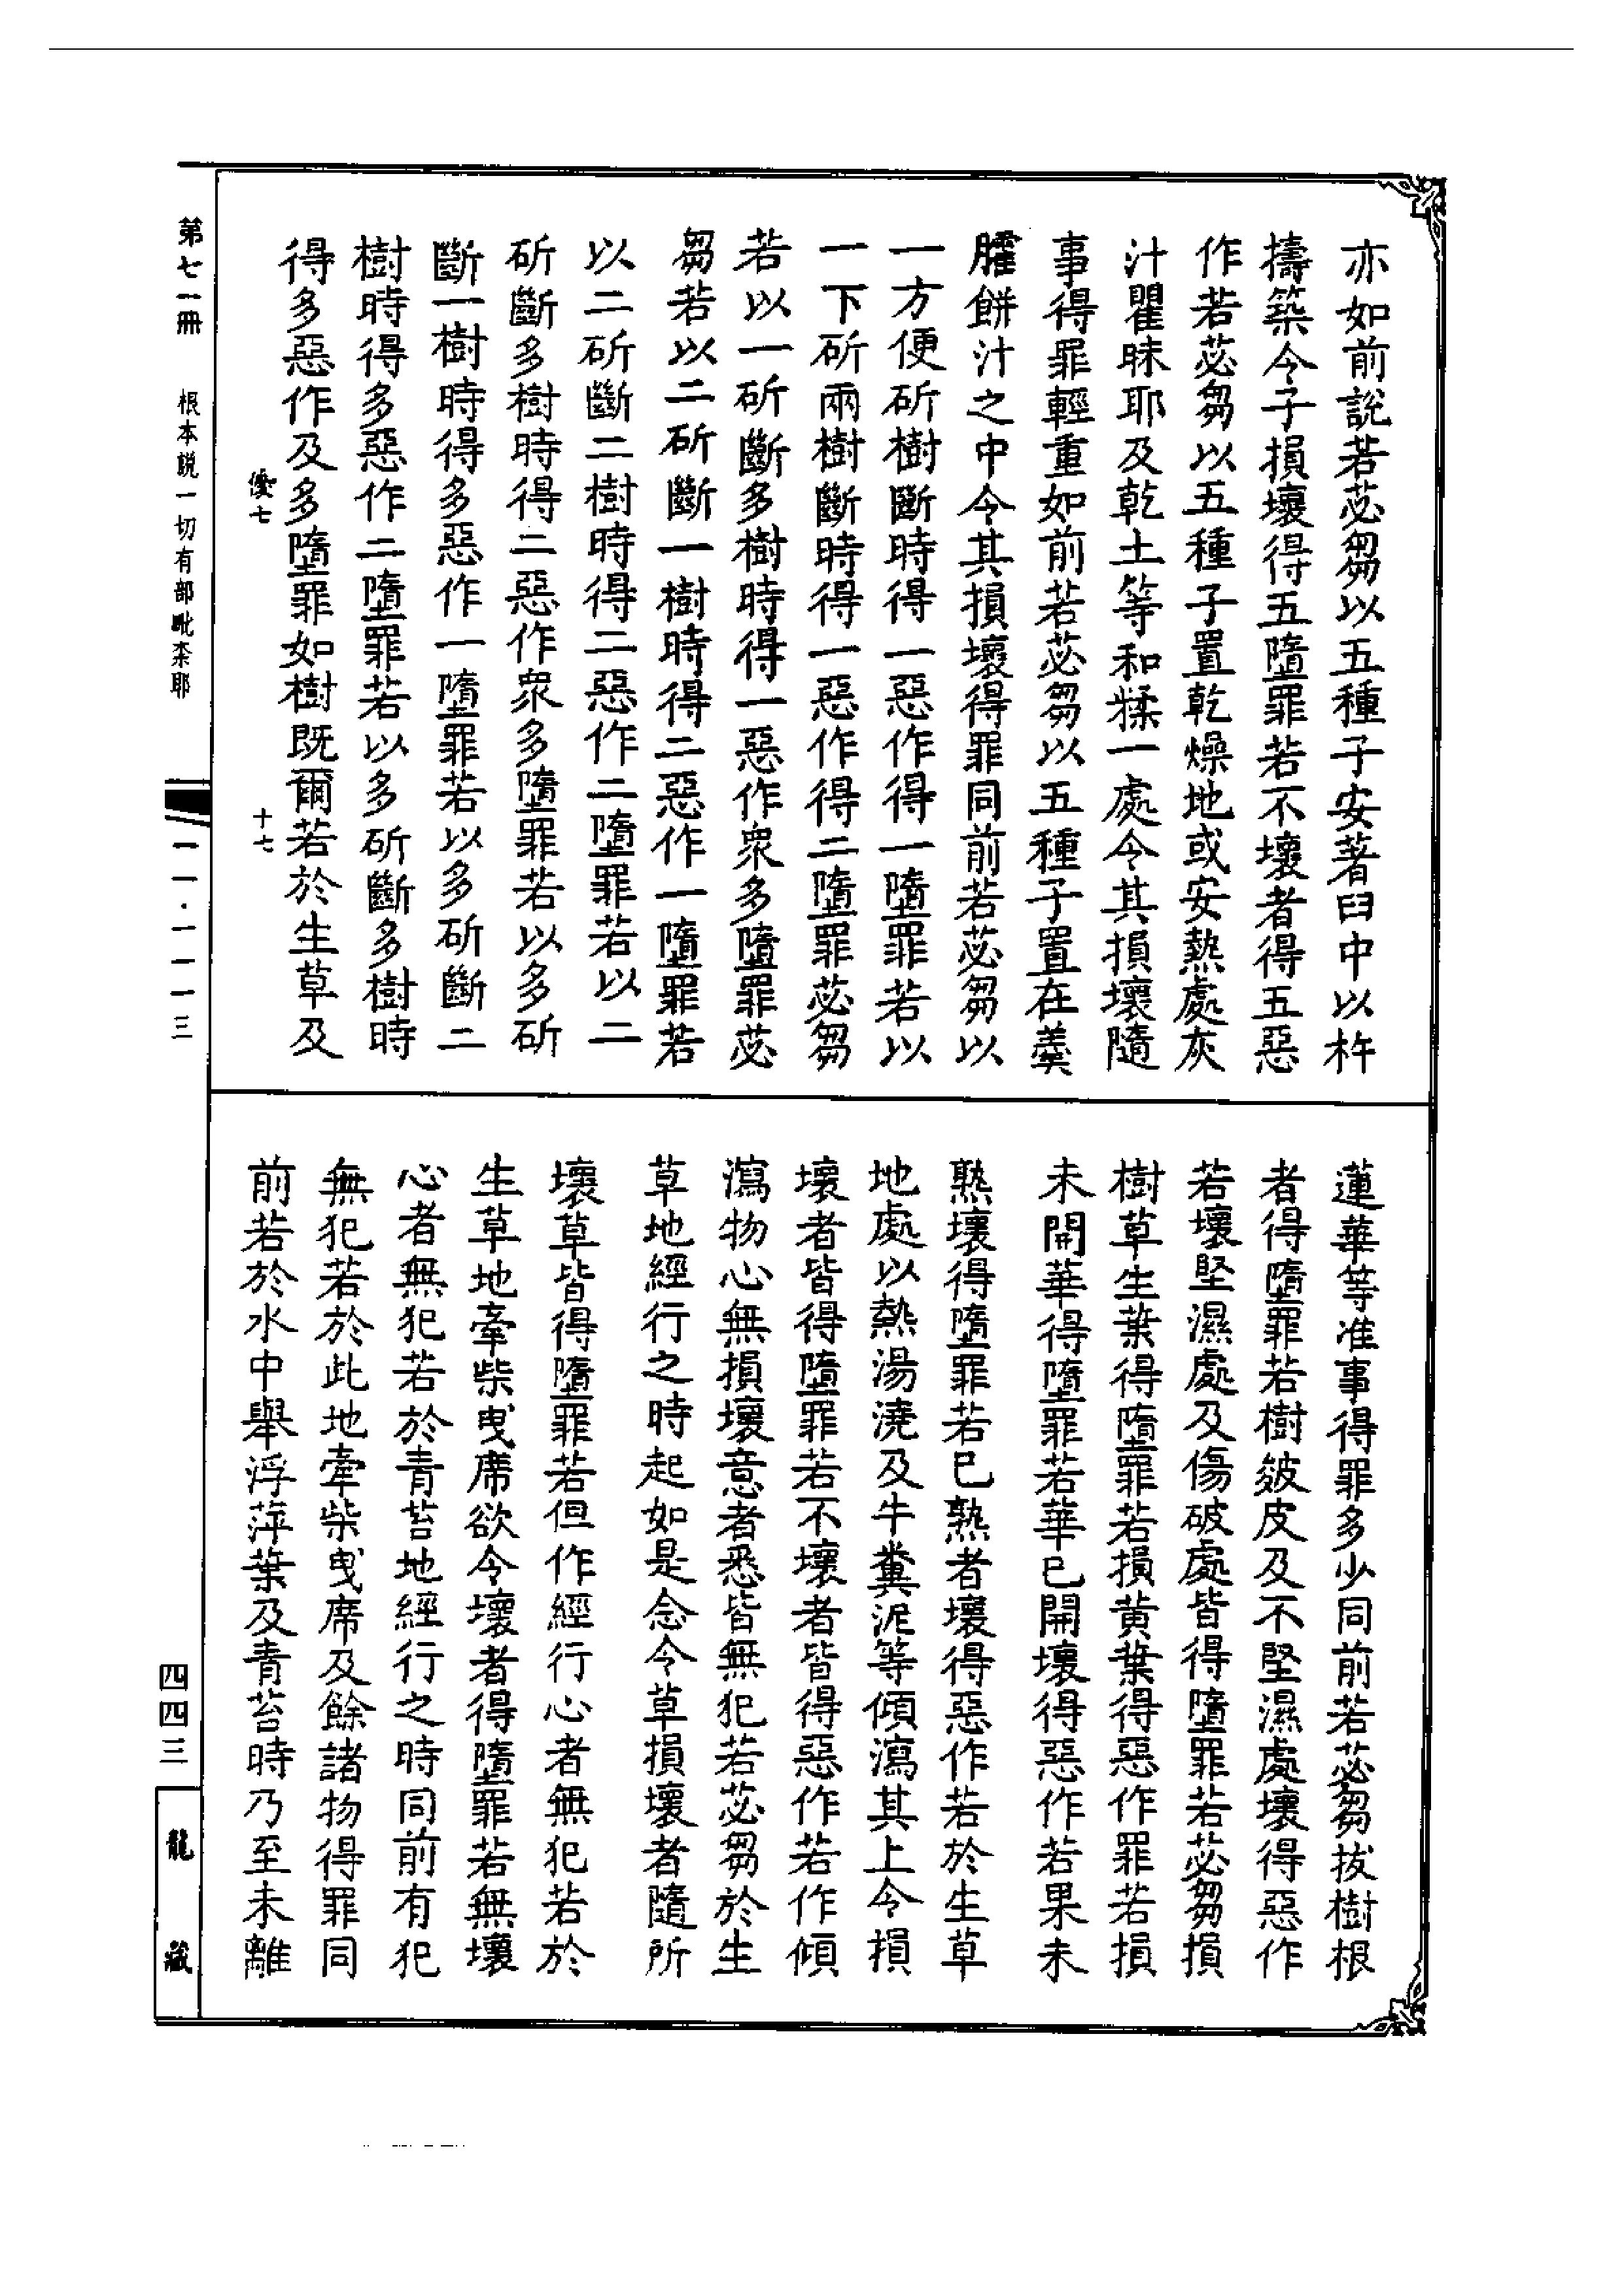 亦如前說若苾芻以五種子安著臼中以杵
擣築令子損壞得五墮罪若不壞者得五惡
作若苾芻以五種子置乾燥地或安熱處灰
汁瞿昧耶及乾土等和糅一處令其損壞隨
事得罪輕重如前若苾芻以五種子置在羹
臛餅汁之中令其損壞得罪同前若苾芻以
一方便斫樹斷時得一惡作得一墮罪若以
一下斫兩樹斷時得一惡作得二墮罪苾芻
若以一斫斷多樹時得一惡作衆多墮罪苾
芻若以二斫斷一樹時得二惡作一墮罪若
以二斫斷二樹時得二惡作二墮罪若以二
斫斷多樹時得二惡作衆多墮罪若以多斫
斷一樹時得多惡作一墮罪若以多斫斷二
樹時得多惡作二墮罪若以多斫斷多樹時
得多惡作及多墮罪如樹既爾若於生草及
優七
十七
蓮華等准事得罪多少同前若苾芻拔樹根
者得墮罪若樹皴皮及不堅濕處壞得惡作
若壞堅濕處及傷破處皆得墮罪若苾芻損
樹草生葉得墮罪若損黄葉得惡作罪若損
未開華得墮罪若華已開壞得惡作若果未
熟壞得墮罪若已熟者壞得惡作若於生草
地處以熱湯澆及牛糞泥等傾瀉其上令損
壞者皆得墮罪若不壞者皆得惡作若作傾
瀉物心無損壞意者悉皆無犯若苾芻於生
草地經行之時起如是念令草損壞者隨所
壞草皆得墮罪若但作經行心者無犯若於
生草地牽柴曳席欲令壞者得墮罪若無壞
心者無犯若於青苔地經行之時同前有犯
無犯若於此地牽柴曳席及餘諸物得罪同
前若於水中舉浮萍葉及青苔時乃至未離
第七一冊
根本説一切有部毗柰耶
一一·一一一三
四四三
龍藏